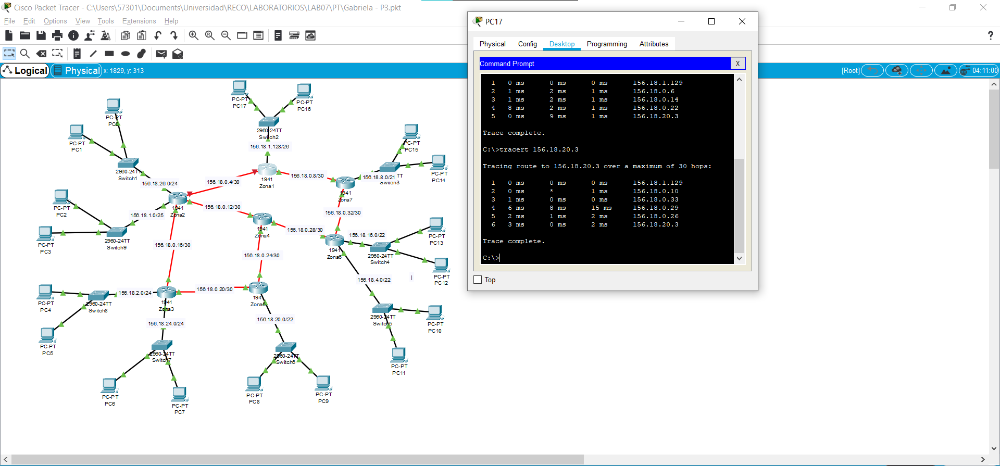 Cisco Packet Tracer - C:\Users\57301\Documents\Universidad\RECO\LABORATORIOS\LAB07\PT\Gabriela - P3.pkt
File Edit Options View Tools Extensions Help
Logical Physical x: 1829, y: 313
[Root] 04:11:00
PC-PT
PC17
PC-PT
PC16
PC-PT
PC0
2960-24TT
Switch2
PC-PT
PC1
156.18.1.128/26
PC-PT
PC15
2960-24TT
Switch1
PC-PT
PC14
156.18.26.0/24
156.18.0.4/30
1941
Zona1
156.18.0.8/30
156.18.8.0/21
TT
Switch3
1941
Zona7
PC-PT
PC2
1941
Zona2
156.18.0.12/30
156.18.1.0/25
156.18.0.32/30
1941
Zona4
156.18.0.28/30
156.18.16.0/22
PC-PT
PC13
PC-PT
PC3
2960-24TT
Switch9
156.18.0.16/30
156.18.0.24/30
1941
Zona6
2960-24TT
Switch4
PC-PT
PC12
156.18.4.0/22
156.18.2.0/24
156.18.0.20/30
PC-PT
PC4
2960-24TT
Switch8
1941
Zona3
194
Zona5
2960-24TT
Switch5
PC-PT
PC10
156.18.24.0/24
156.18.20.0/22
PC-PT
PC5
2960-24TT
Switch7
2960-24TT
Switch6
PC-PT
PC11
PC-PT
PC6
PC-PT
PC7
PC-PT
PC8
PC-PT
PC9
PC17
Physical Config Desktop Programming Attributes
Command Prompt X
1 0 ms 0 ms 0 ms 156.18.1.129
2 1 ms 2 ms 1 ms 156.18.0.6
3 1 ms 2 ms 1 ms 156.18.0.14
4 8 ms 2 ms 1 ms 156.18.0.22
5 0 ms 9 ms 1 ms 156.18.20.3
Trace complete.
C:\>tracert 156.18.20.3
Tracing route to 156.18.20.3 over a maximum of 30 hops:
1 0 ms 0 ms 0 ms 156.18.1.129
2 0 ms * 1 ms 156.18.0.10
3 1 ms 0 ms 0 ms 156.18.0.33
4 6 ms 8 ms 15 ms 156.18.0.29
5 2 ms 1 ms 2 ms 156.18.0.26
6 3 ms 0 ms 2 ms 156.18.20.3
Trace complete.
C:\>
Top